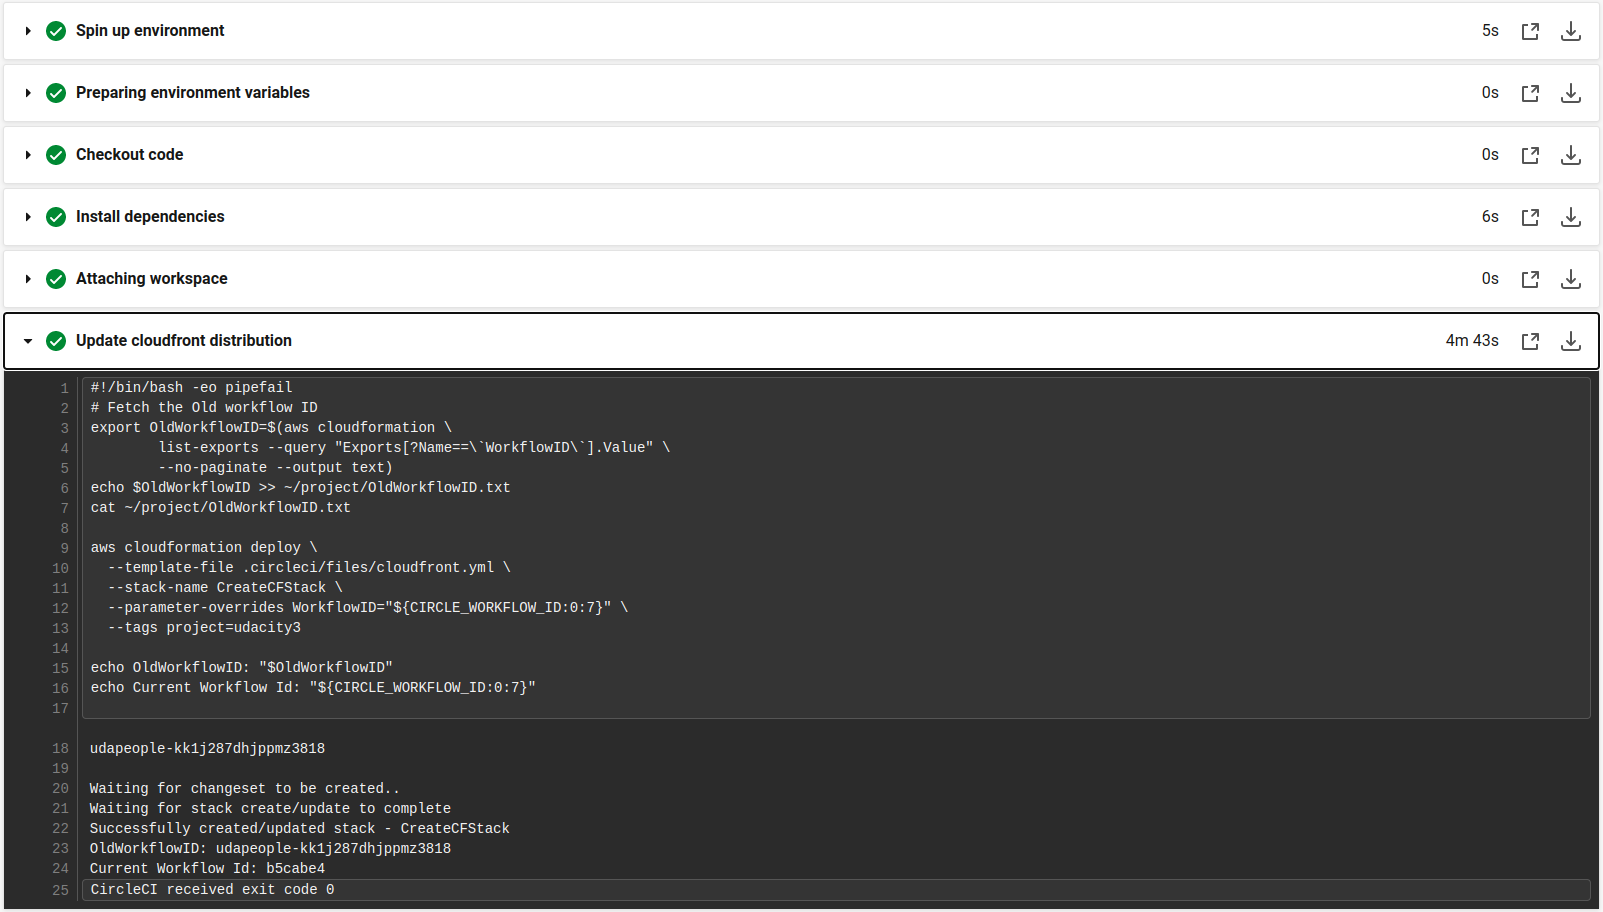 Spin up environment 5s
Preparing environment variables 0s
Checkout code 0s
Install dependencies 6s
Attaching workspace 0s
Update cloudfront distribution 4m 43s
1 #!/bin/bash -eo pipefail
2 # Fetch the Old workflow ID
3 export OldWorkflowID=$(aws cloudformation \
4         list-exports --query "Exports[?Name==\`WorkflowID\`].Value" \
5         --no-paginate --output text)
6 echo $OldWorkflowID >> ~/project/OldWorkflowID.txt
7 cat ~/project/OldWorkflowID.txt
8
9 aws cloudformation deploy \
10   --template-file .circleci/files/cloudfront.yml \
11   --stack-name CreateCFStack \
12   --parameter-overrides WorkflowID="${CIRCLE_WORKFLOW_ID:0:7}" \
13   --tags project=udacity3
14
15 echo OldWorkflowID: "$OldWorkflowID"
16 echo Current Workflow Id: "${CIRCLE_WORKFLOW_ID:0:7}"
17
18 udapeople-kk1j287dhjppmz3818
19
20 Waiting for changeset to be created..
21 Waiting for stack create/update to complete
22 Successfully created/updated stack - CreateCFStack
23 OldWorkflowID: udapeople-kk1j287dhjppmz3818
24 Current Workflow Id: b5cabe4
25 CircleCI received exit code 0